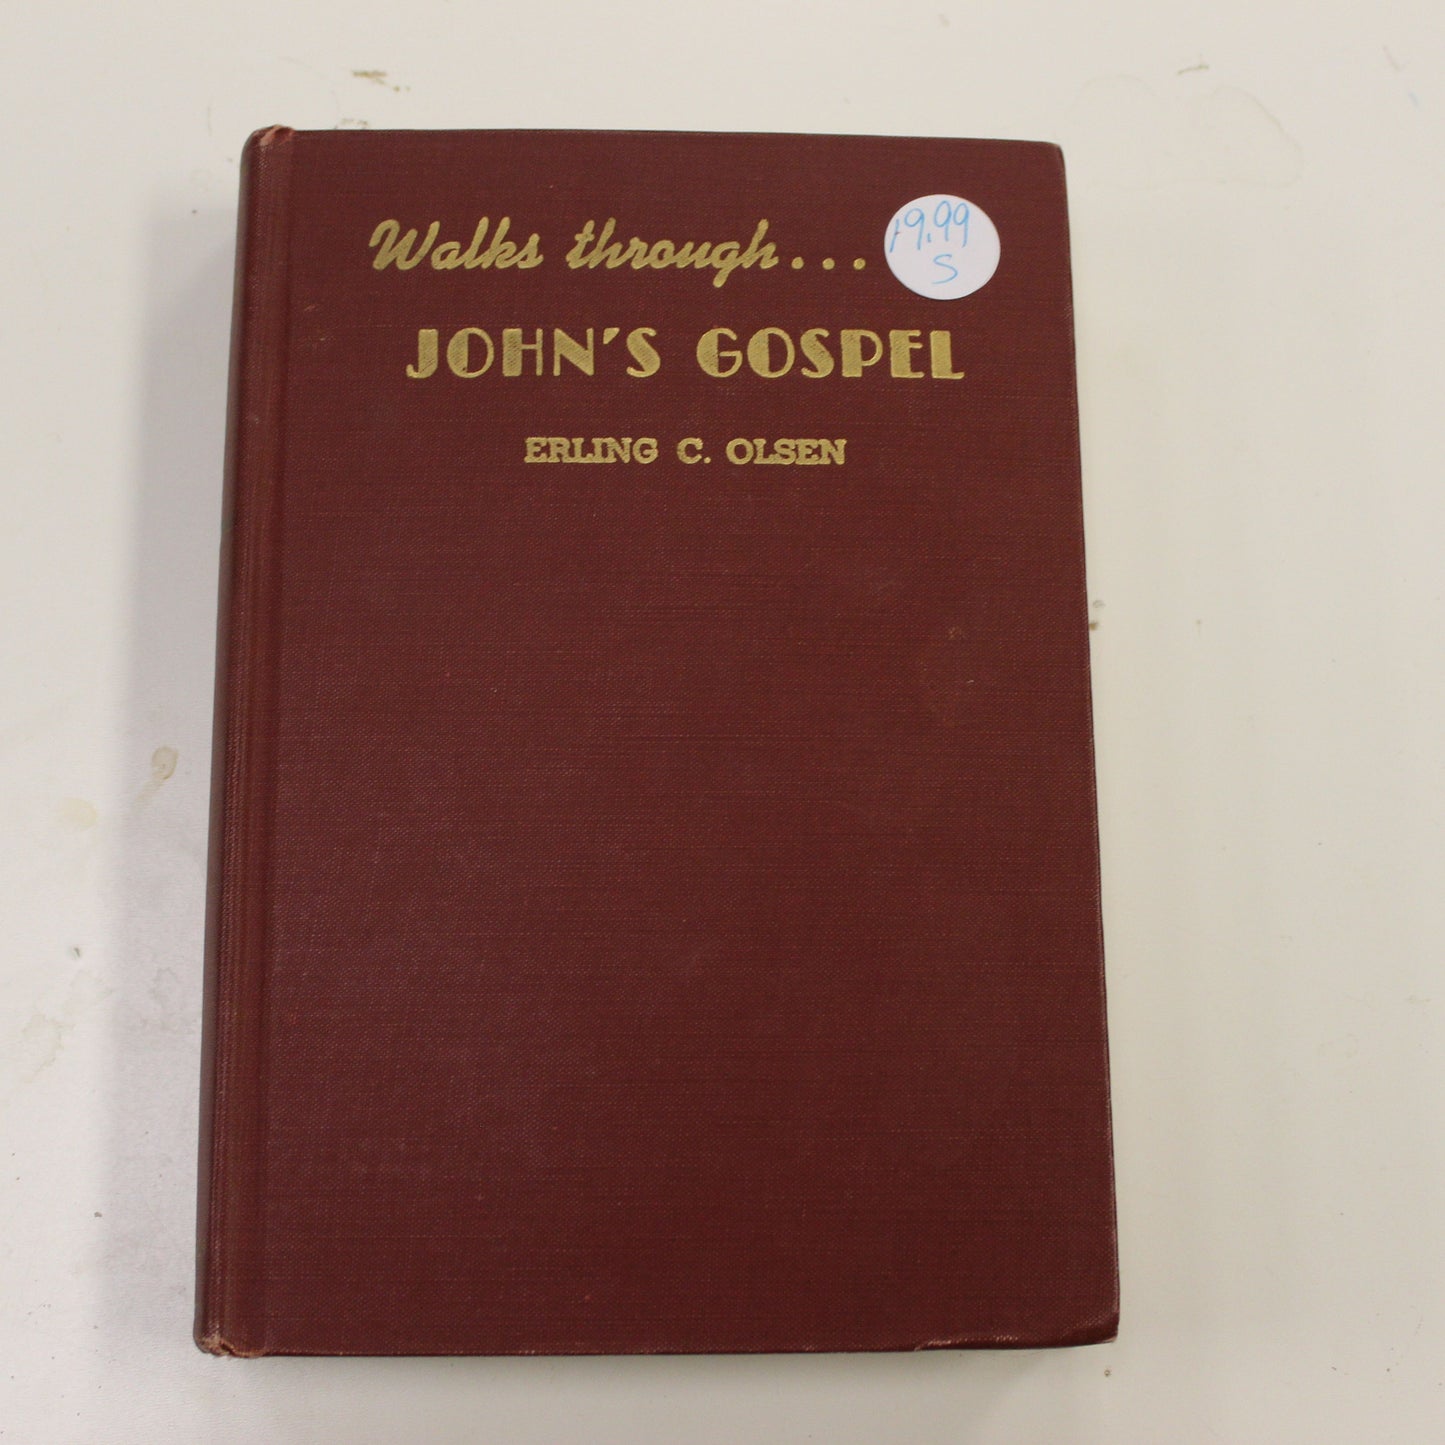 Walks through...
19.99
S
JOHN'S GOSPEL
ERLING C. OLSEN